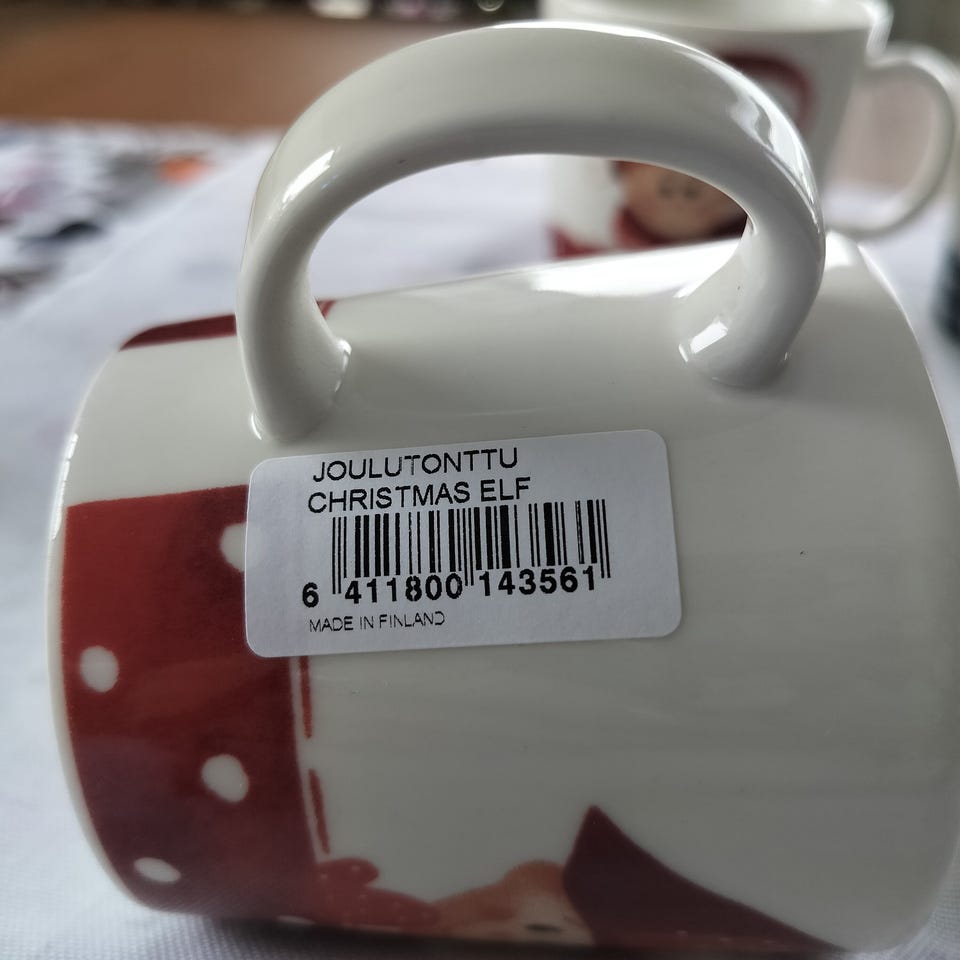 JOULUTONTTU
CHRISTMAS ELF
6 411800 143561
MADE IN FINLAND